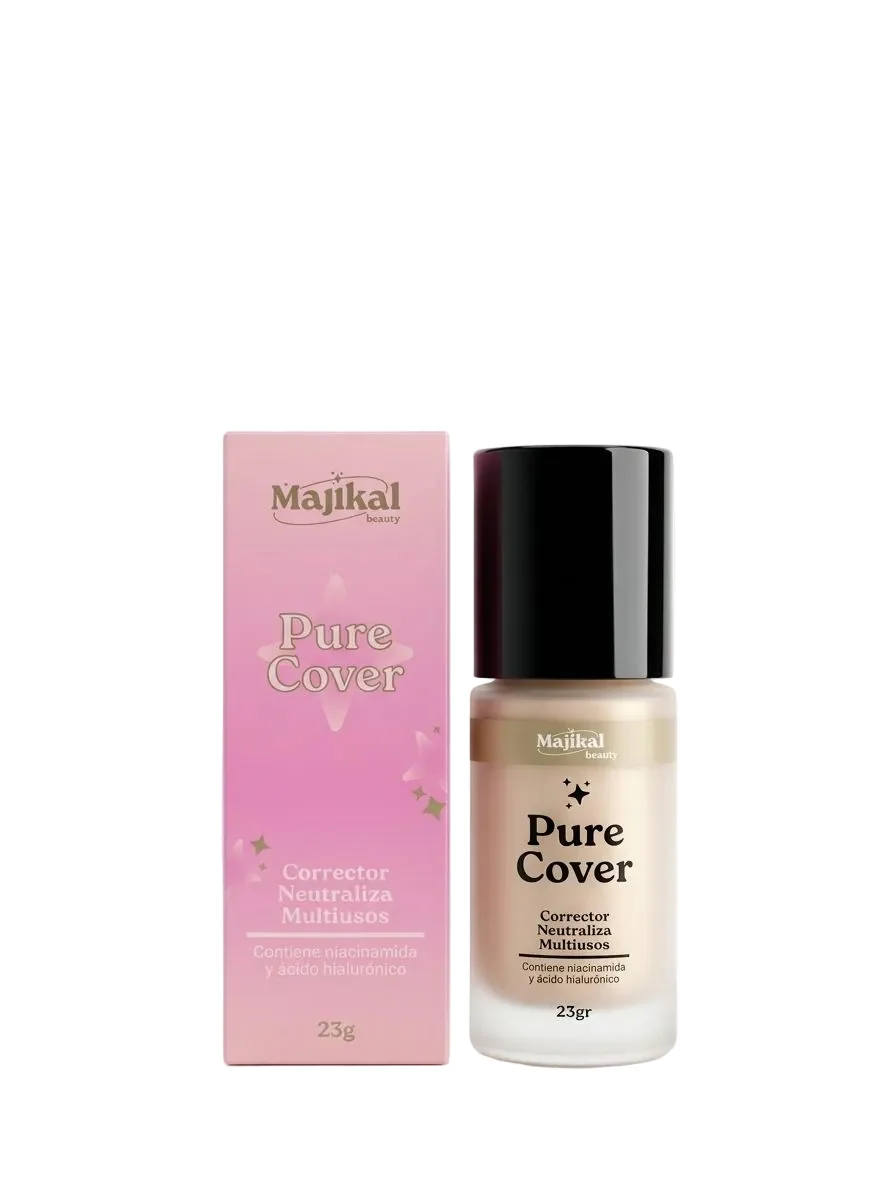 Majikal
beauty
Pure
Cover
Corrector
Neutraliza
Multiusos
Contiene niacinamida
y ácido hialurónico
23g
Majikal
beauty
Pure
Cover
Corrector
Neutraliza
Multiusos
Contiene niacinamida
y ácido hialurónico
23gr